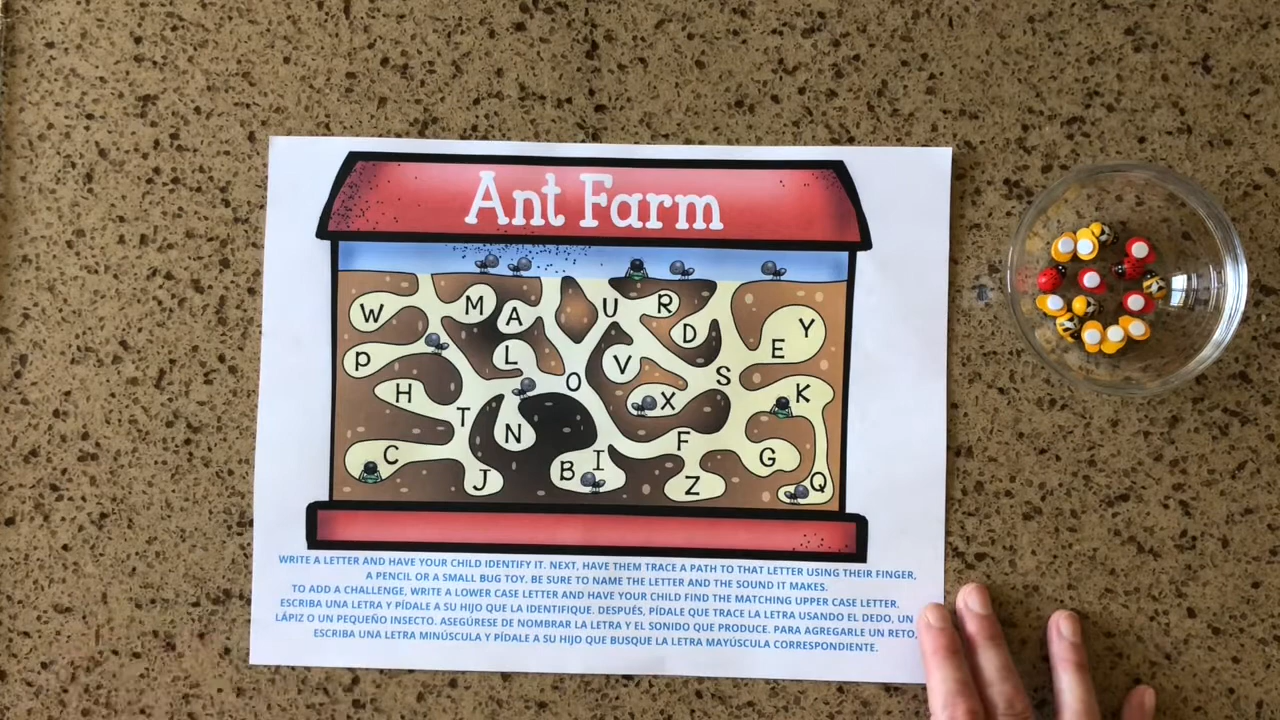 Ant Farm
W M A U R Y
P L V D E
H O X S K
T N F
C J B I Z G Q
WRITE A LETTER AND HAVE YOUR CHILD IDENTIFY IT. NEXT, HAVE THEM TRACE A PATH TO THAT LETTER USING THEIR FINGER,
A PENCIL OR A SMALL BUG TOY. BE SURE TO NAME THE LETTER AND THE SOUND IT MAKES.
TO ADD A CHALLENGE, WRITE A LOWER CASE LETTER AND HAVE YOUR CHILD FIND THE MATCHING UPPER CASE LETTER.
ESCRIBA UNA LETRA Y PÍDALE A SU HIJO QUE LA IDENTIFIQUE. DESPUÉS, PÍDALE QUE TRACE LA LETRA USANDO EL DEDO, UN
LÁPIZ O UN PEQUEÑO INSECTO. ASEGÚRESE DE NOMBRAR LA LETRA Y EL SONIDO QUE PRODUCE. PARA AGREGARLE UN RETO,
ESCRIBA UNA LETRA MINÚSCULA Y PÍDALE A SU HIJO QUE BUSQUE LA LETRA MAYÚSCULA CORRESPONDIENTE.